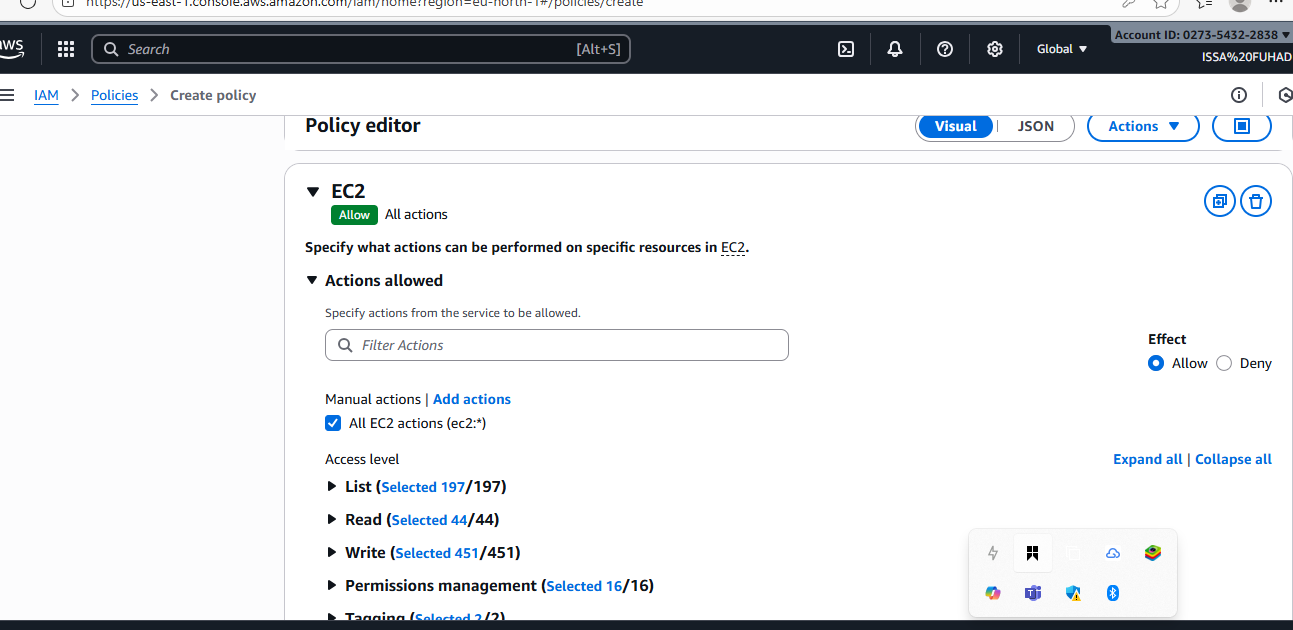 https://us-east-1.console.aws.amazon.com/iam/home?region=eu-north-1#/policies/create
aws
Search
[Alt+S]
Global
Account ID: 0273-5432-2838
ISSA%20FUHAD
IAM > Policies > Create policy
Policy editor
Visual | JSON
Actions
EC2
Allow All actions
Specify what actions can be performed on specific resources in EC2.
Actions allowed
Specify actions from the service to be allowed.
Filter Actions
Effect
Allow Deny
Manual actions | Add actions
All EC2 actions (ec2:*)
Access level
Expand all | Collapse all
List (Selected 197/197)
Read (Selected 44/44)
Write (Selected 451/451)
Permissions management (Selected 16/16)
Tagging (Selected 2/2)